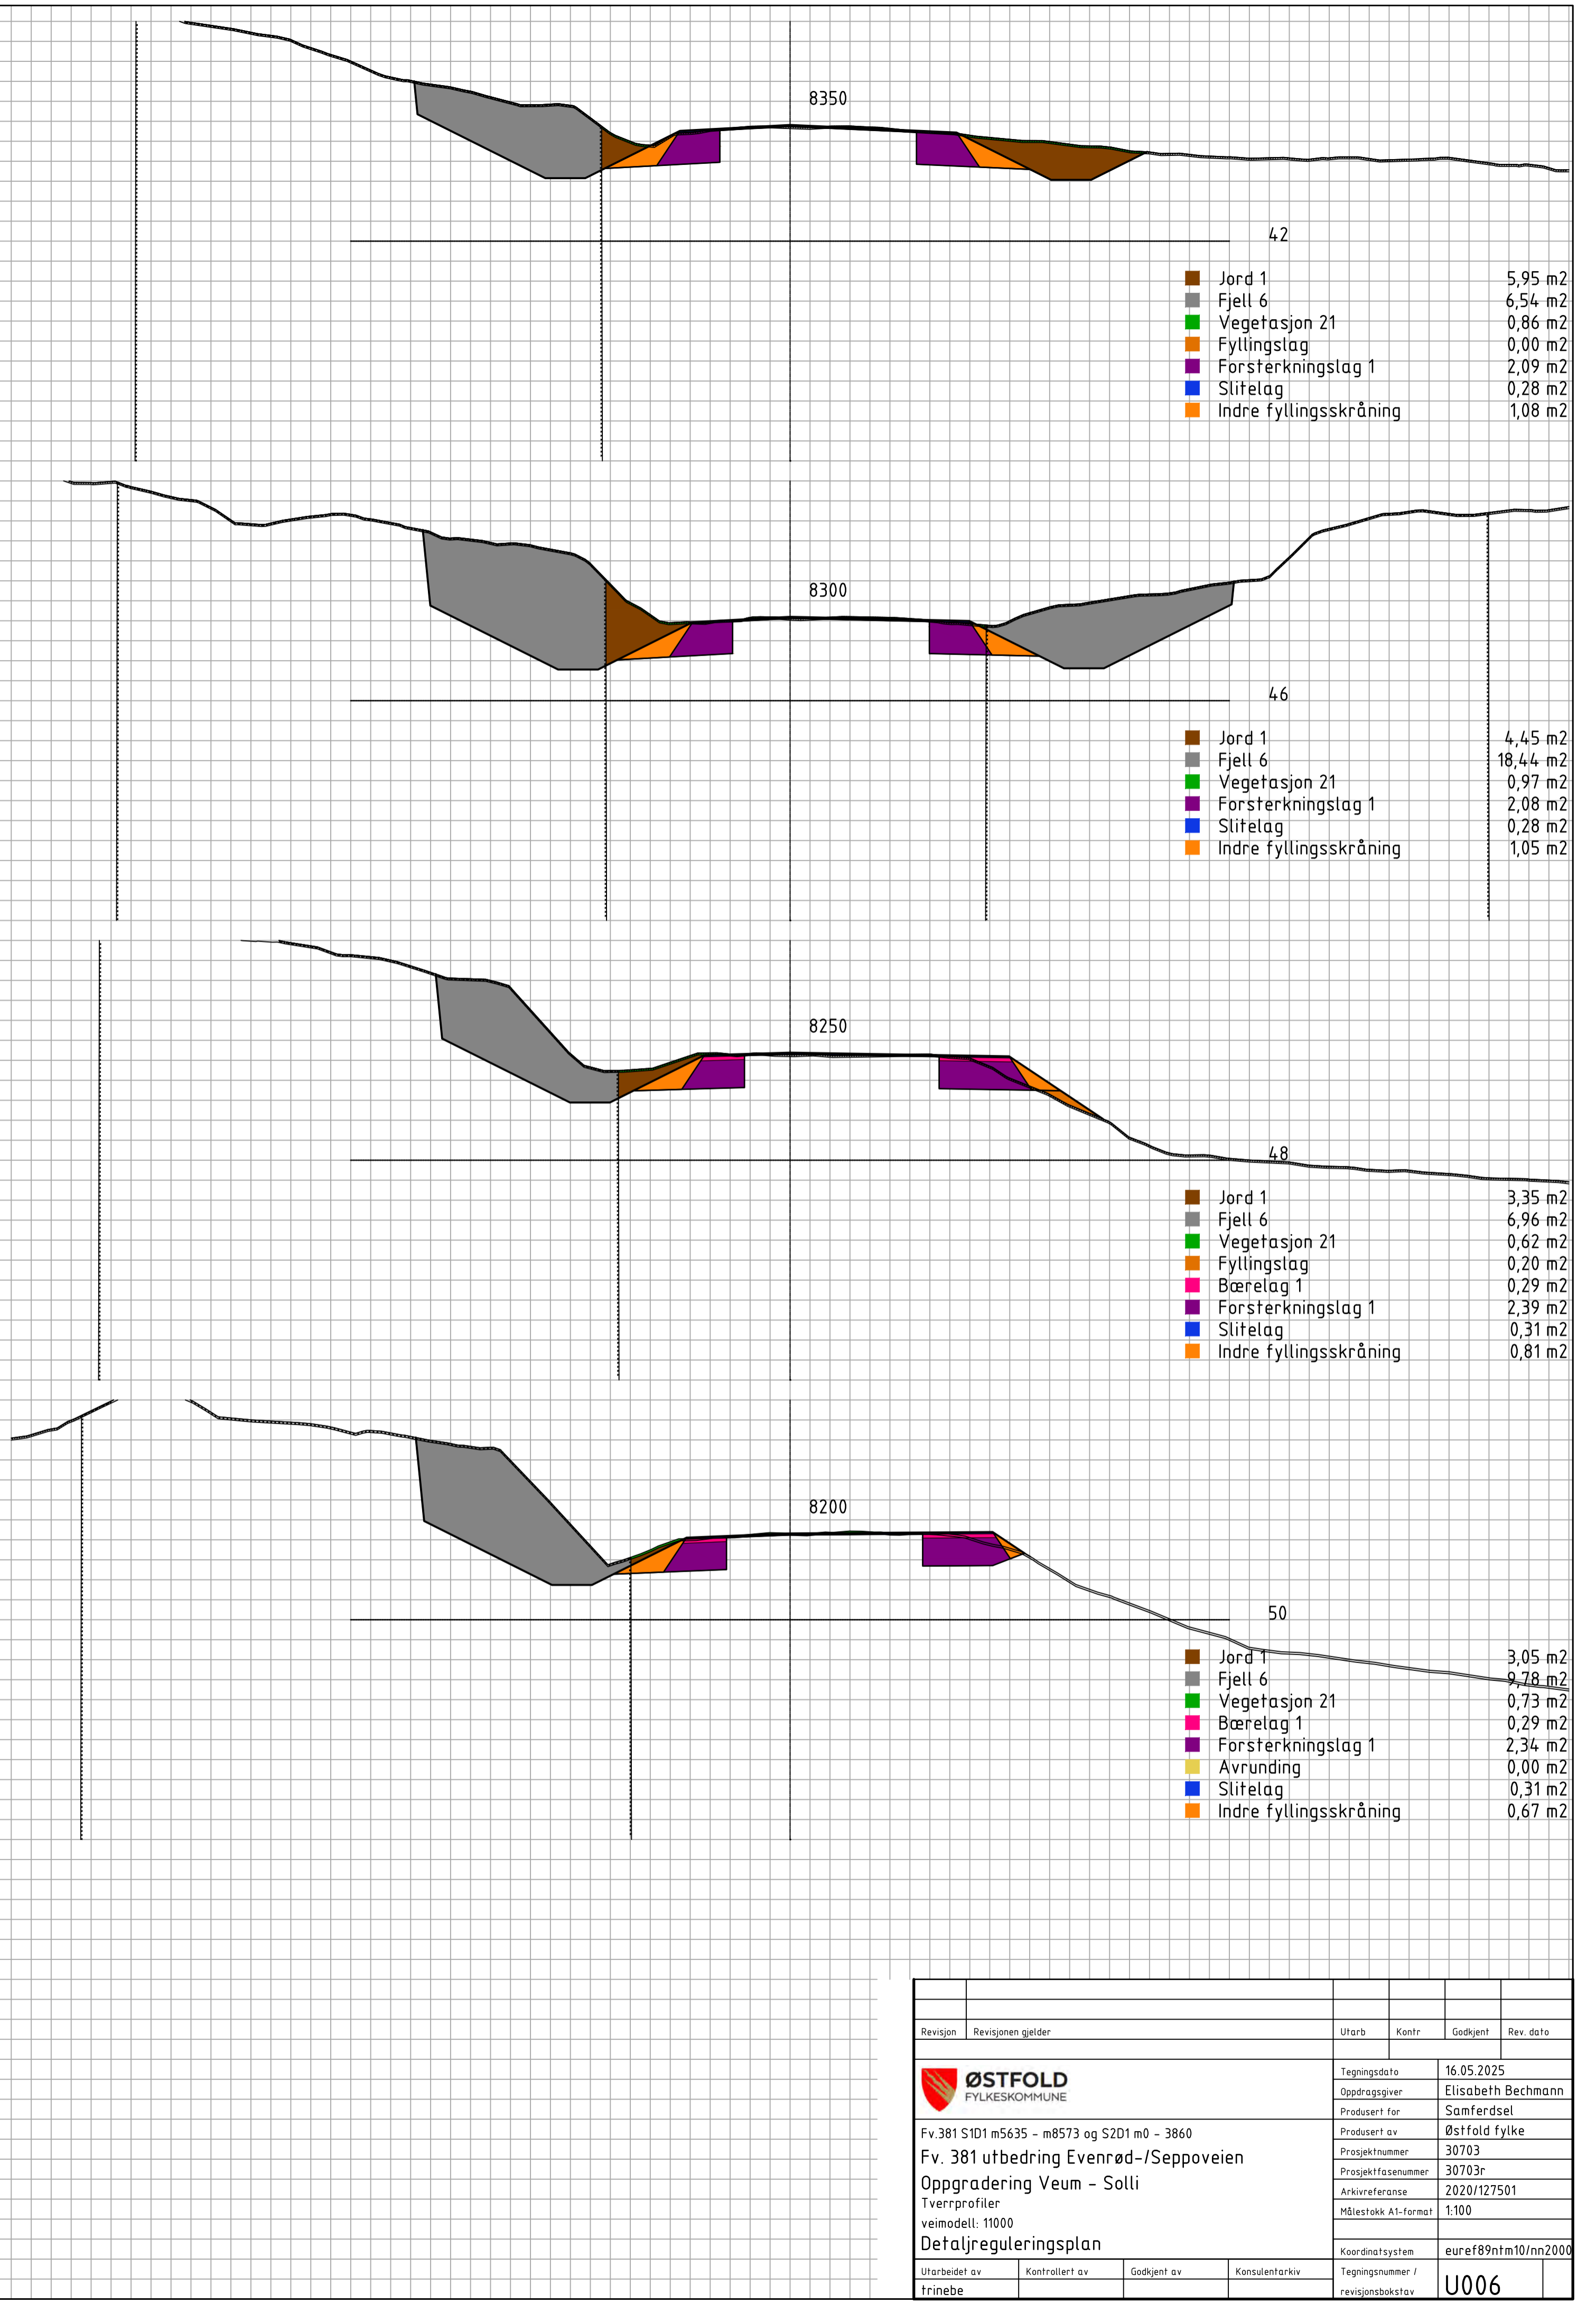 8350
42
Jord 1 5,95 m2
Fjell 6 6,54 m2
Vegetasjon 21 0,86 m2
Fyllingslag 0,00 m2
Forsterkningslag 1 2,09 m2
Slitelag 0,28 m2
Indre fyllingsskråning 1,08 m2
8300
46
Jord 1 4,45 m2
Fjell 6 18,44 m2
Vegetasjon 21 0,97 m2
Forsterkningslag 1 2,08 m2
Slitelag 0,28 m2
Indre fyllingsskråning 1,05 m2
8250
48
Jord 1 3,35 m2
Fjell 6 6,96 m2
Vegetasjon 21 0,62 m2
Fyllingslag 0,20 m2
Bærelag 1 0,29 m2
Forsterkningslag 1 2,39 m2
Slitelag 0,31 m2
Indre fyllingsskråning 0,81 m2
8200
50
Jord 1 3,05 m2
Fjell 6 9,78 m2
Vegetasjon 21 0,73 m2
Bærelag 1 0,29 m2
Forsterkningslag 1 2,34 m2
Avrunding 0,00 m2
Slitelag 0,31 m2
Indre fyllingsskråning 0,67 m2
Revisjon Revisjonen gjelder Utarb Kontr Godkjent Rev. dato
ØSTFOLD
FYLKESKOMMUNE
Fv.381 S1D1 m5635 - m8573 og S2D1 m0 - 3860
Fv. 381 utbedring Evenrød-/Seppoveien
Oppgradering Veum - Solli
Tverrprofiler
veimodell: 11000
Detaljreguleringsplan
Tegningsdato 16.05.2025
Oppdragsgiver Elisabeth Bechmann
Produsert for Samferdsel
Produsert av Østfold fylke
Prosjektnummer 30703
Prosjektfasenummer 30703r
Arkivreferanse 2020/127501
Målestokk A1-format 1:100
Koordinatsystem euref89ntm10/nn2000
Utarbeidet av Kontrollert av Godkjent av Konsulentarkiv
trinebe
Tegningsnummer /
revisjonsbokstav U006